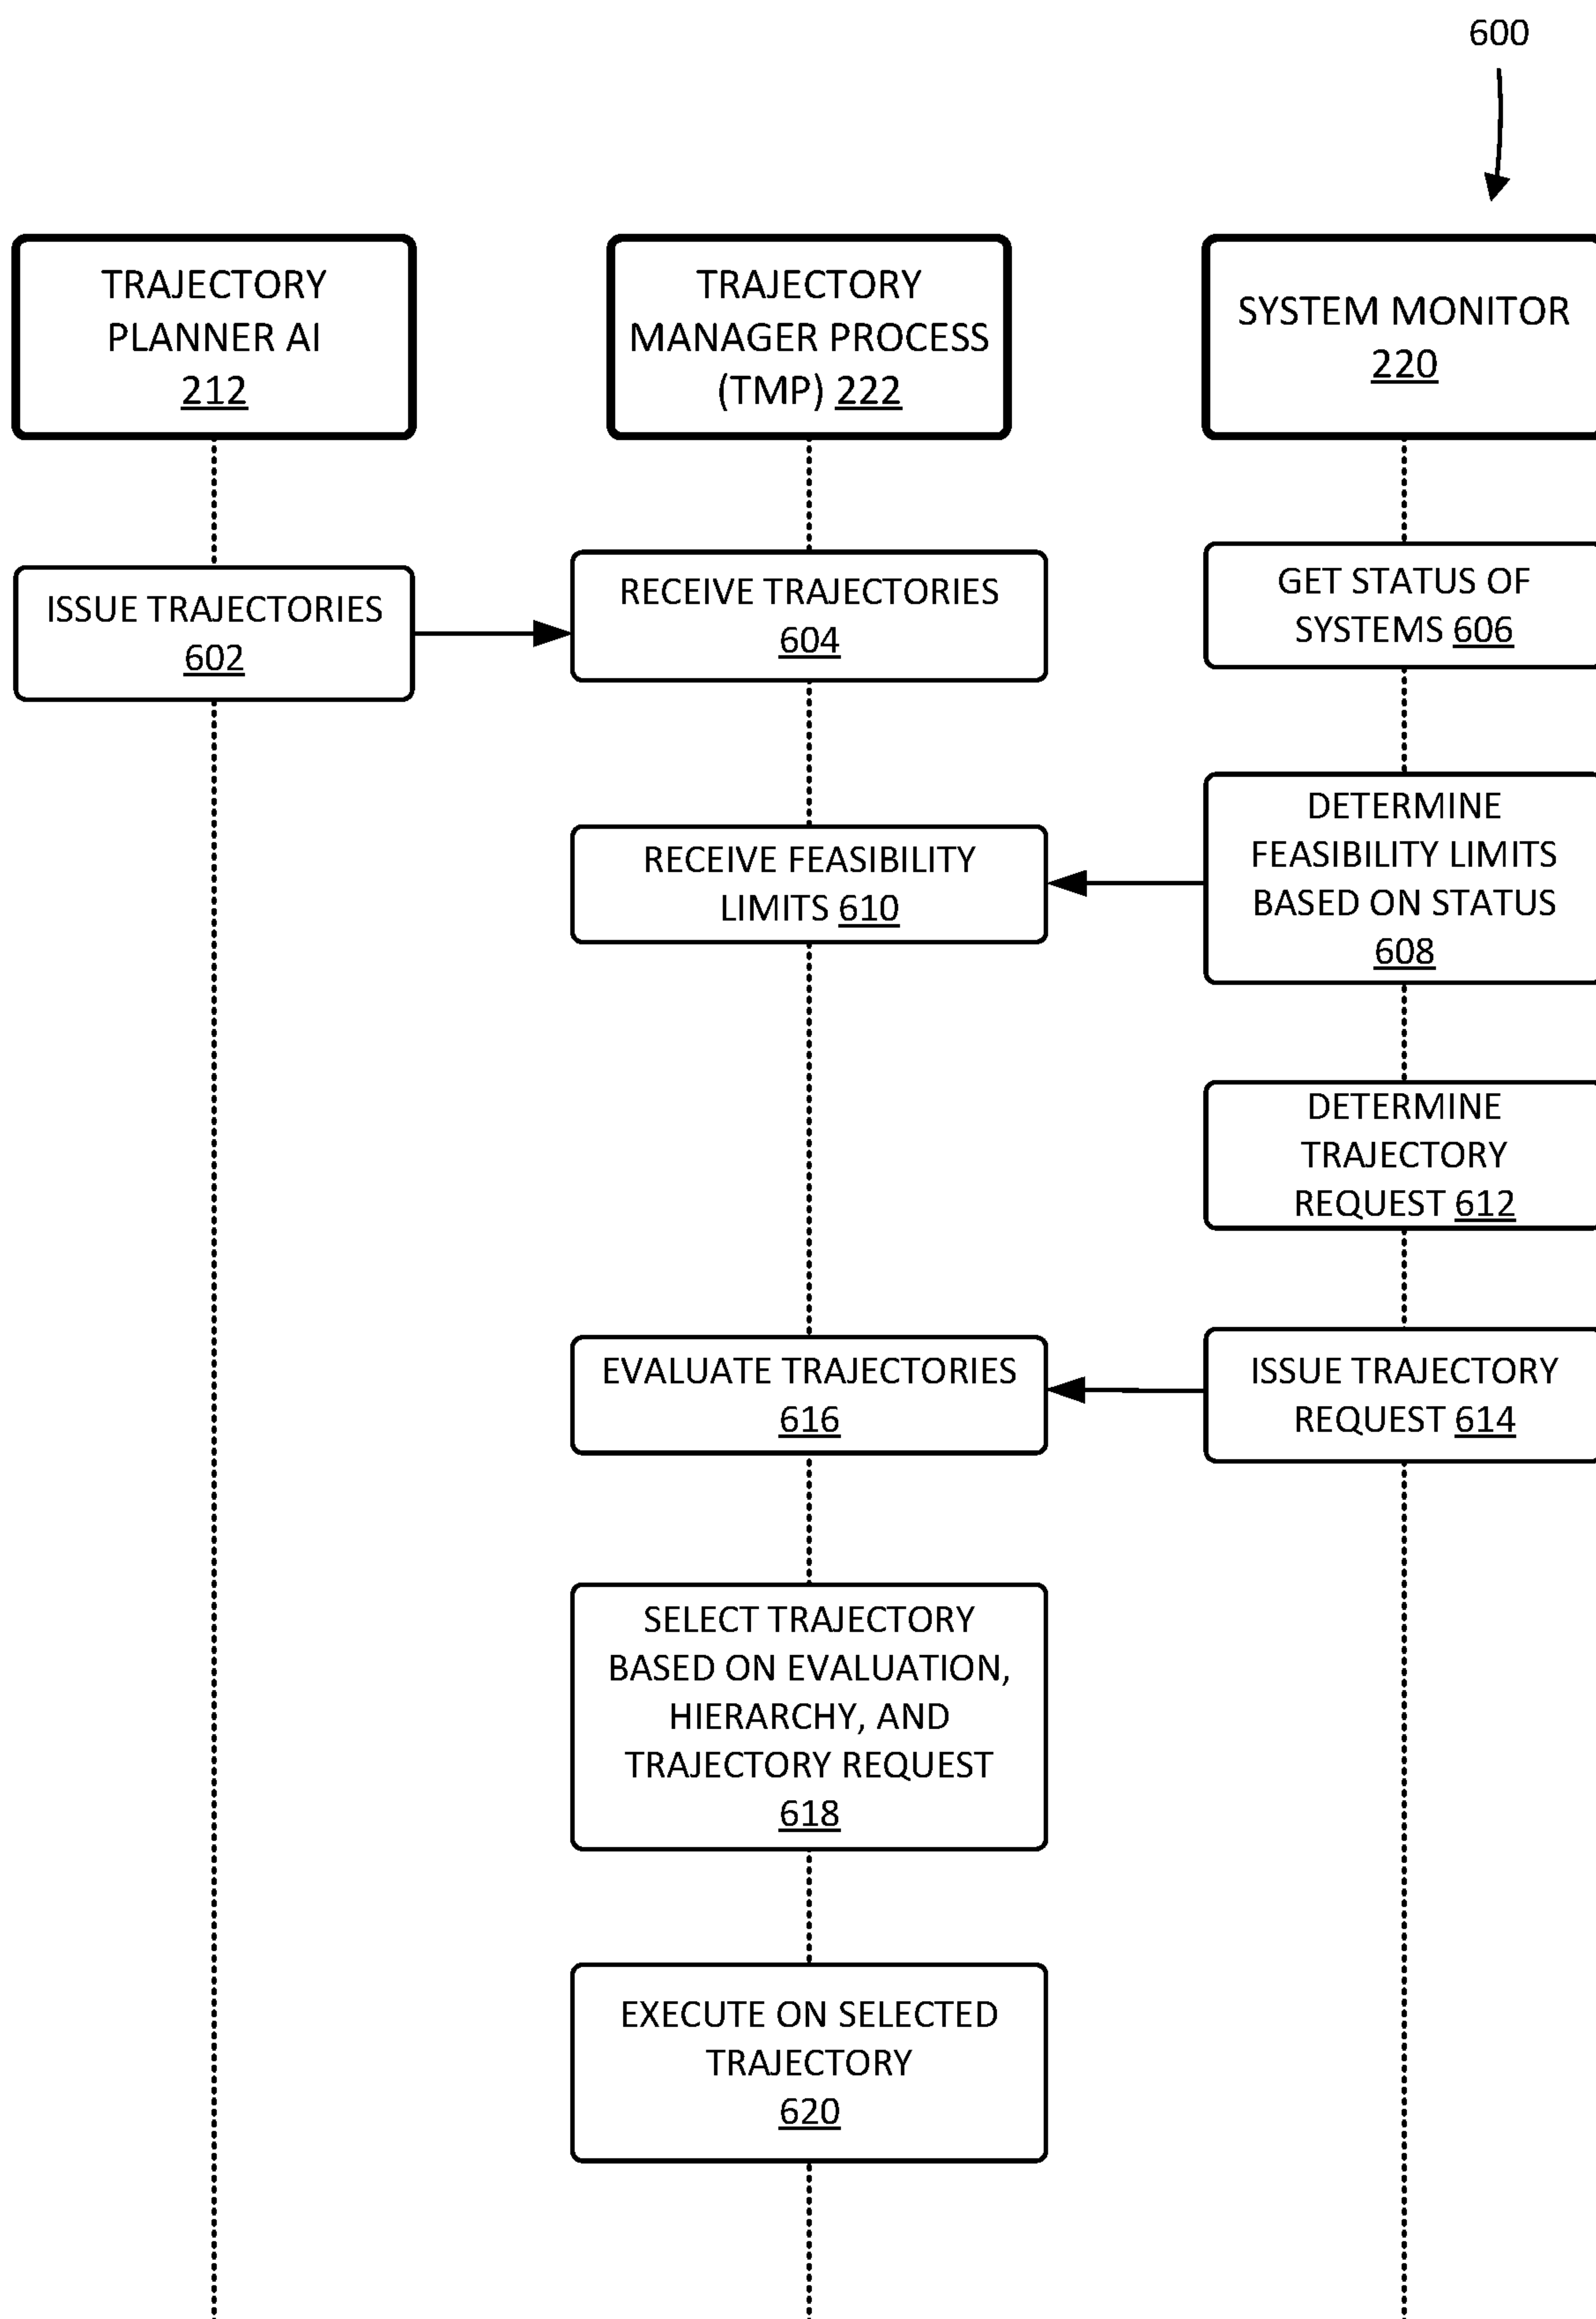 600
TRAJECTORY
PLANNER AI
212
TRAJECTORY
MANAGER PROCESS
(TMP) 222
SYSTEM MONITOR
220
ISSUE TRAJECTORIES
602
RECEIVE TRAJECTORIES
604
GET STATUS OF
SYSTEMS 606
DETERMINE
FEASIBILITY LIMITS
BASED ON STATUS
608
RECEIVE FEASIBILITY
LIMITS 610
DETERMINE
TRAJECTORY
REQUEST 612
ISSUE TRAJECTORY
REQUEST 614
EVALUATE TRAJECTORIES
616
SELECT TRAJECTORY
BASED ON EVALUATION,
HIERARCHY, AND
TRAJECTORY REQUEST
618
EXECUTE ON SELECTED
TRAJECTORY
620